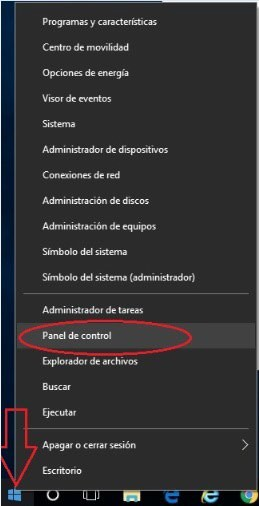 Programas y características
Centro de movilidad
Opciones de energía
Visor de eventos
Sistema
Administrador de dispositivos
Conexiones de red
Administración de discos
Administración de equipos
Símbolo del sistema
Símbolo del sistema (administrador)
Administrador de tareas
Panel de control
Explorador de archivos
Buscar
Ejecutar
Apagar o cerrar sesión
Escritorio